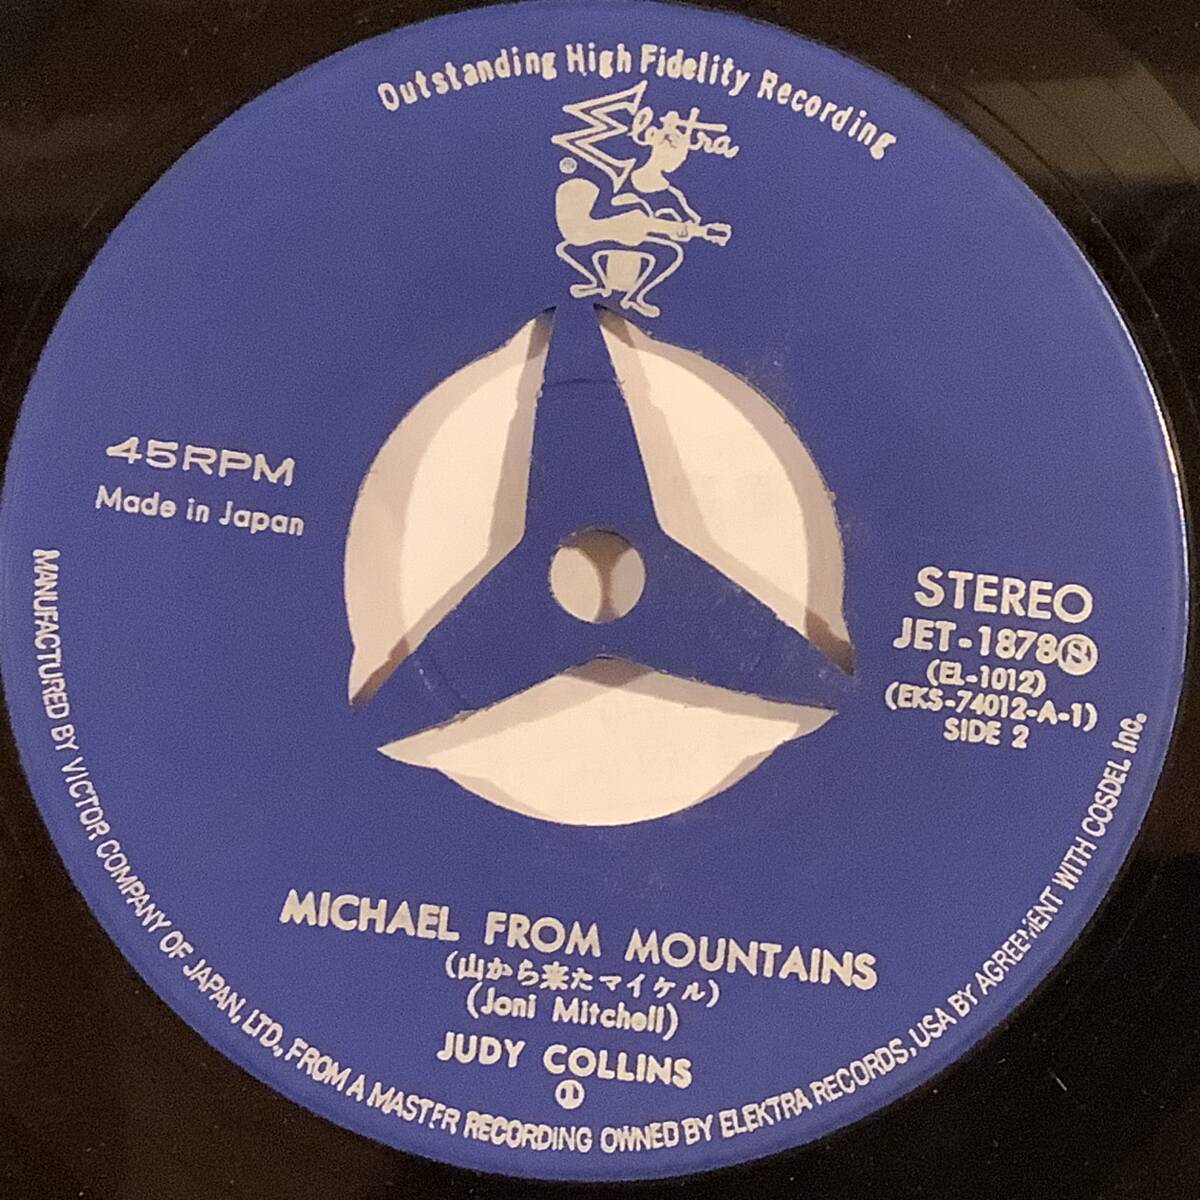 Outstanding High Fidelity Recording
Elektra
®
45RPM
Made in Japan
STEREO
JET-1878Ⓢ
(EL-1012)
(EKS-74012-A-1)
SIDE 2
MICHAEL FROM MOUNTAINS
(山から来たマイケル)
(Joni Mitchell)
JUDY COLLINS
①
MANUFACTURED BY VICTOR COMPANY OF JAPAN, LTD., FROM A MASTER RECORDING OWNED BY ELEKTRA RECORDS, USA BY AGREEMENT WITH COSDEL Inc.